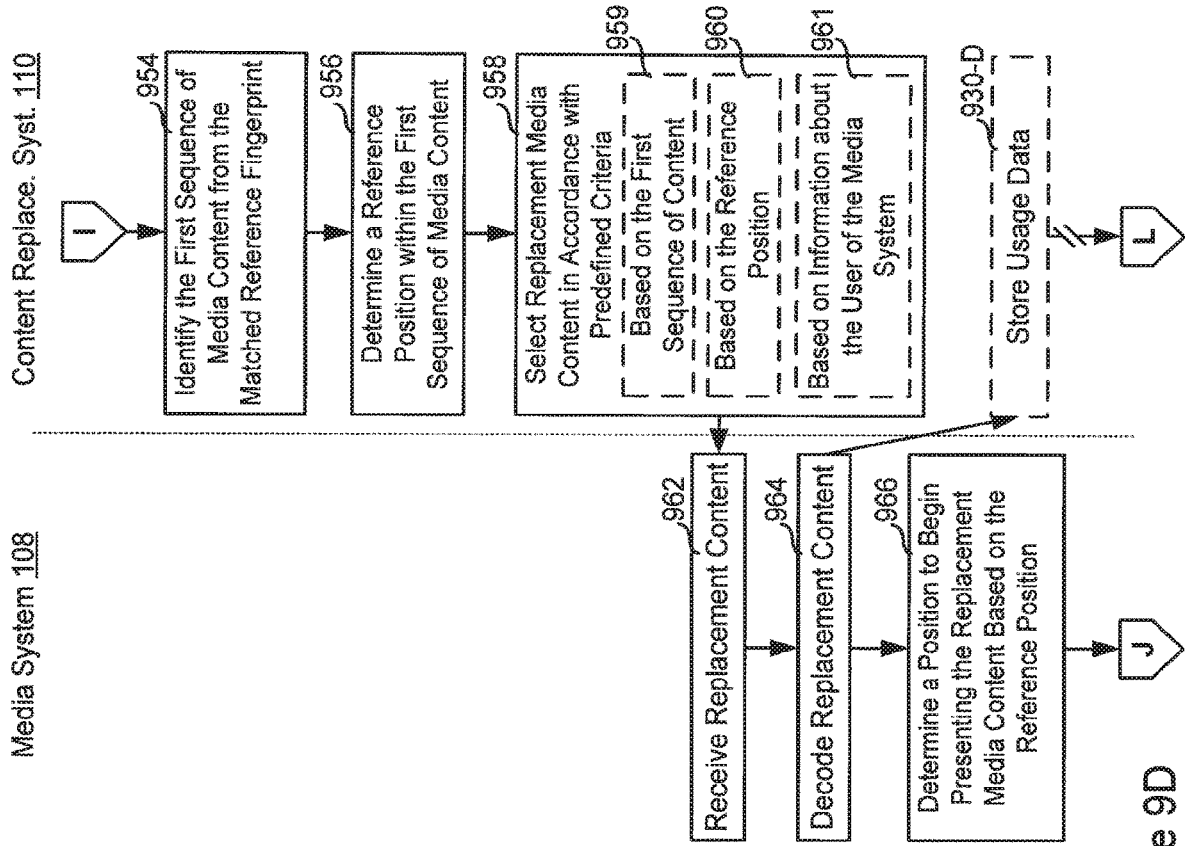 Media System 108
Content Replace. Syst. 110
I
954
Identify the First Sequence of
Media Content from the
Matched Reference Fingerprint
956
Determine a Reference
Position within the First
Sequence of Media Content
958
Select Replacement Media
Content in Accordance with
Predefined Criteria
959
Based on the First
Sequence of Content
960
Based on the Reference
Position
961
Based on Information about
the User of the Media
System
962
Receive Replacement Content
964
Decode Replacement Content
930-D
Store Usage Data
966
Determine a Position to Begin
Presenting the Replacement
Media Content Based on the
Reference Position
J
L
e 9D